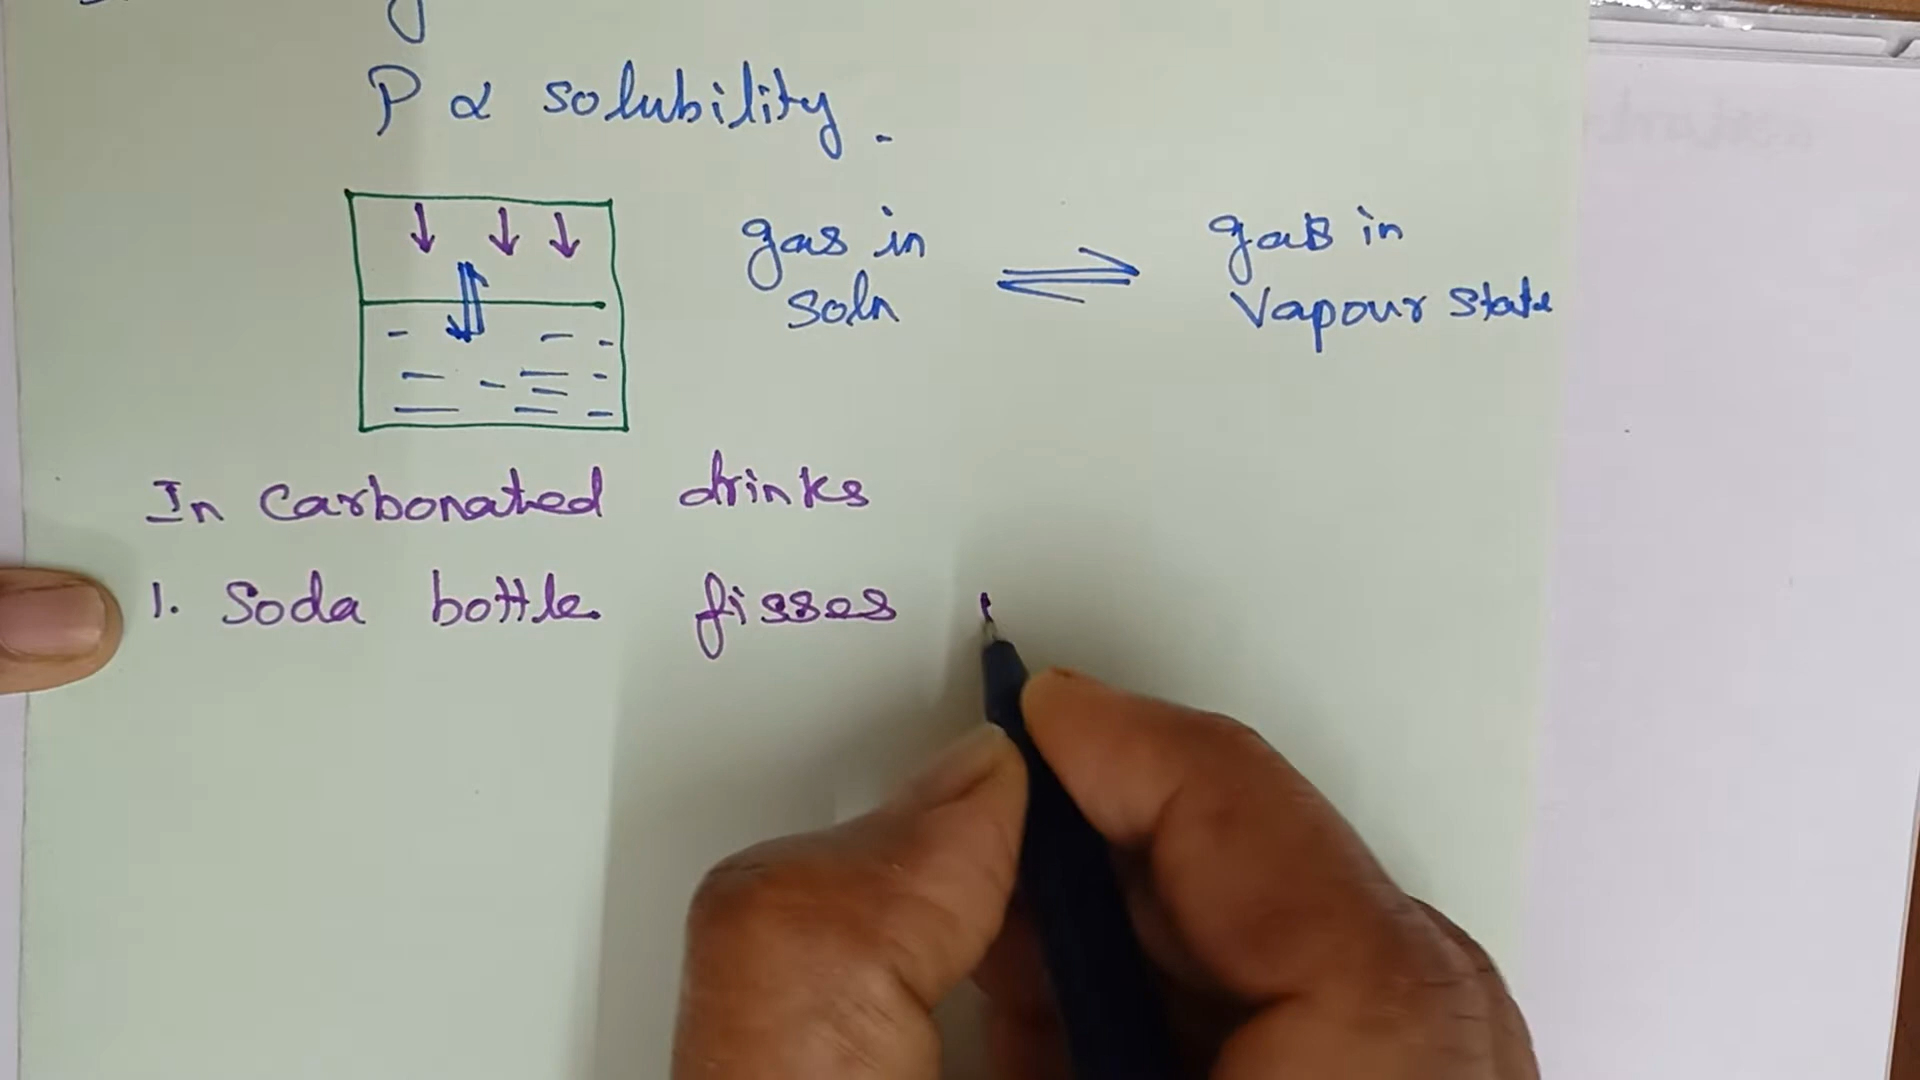 P α solubility.
gas in
soln
⇌
gas in
Vapour state
In Carbonated drinks
1. Soda bottle fisses